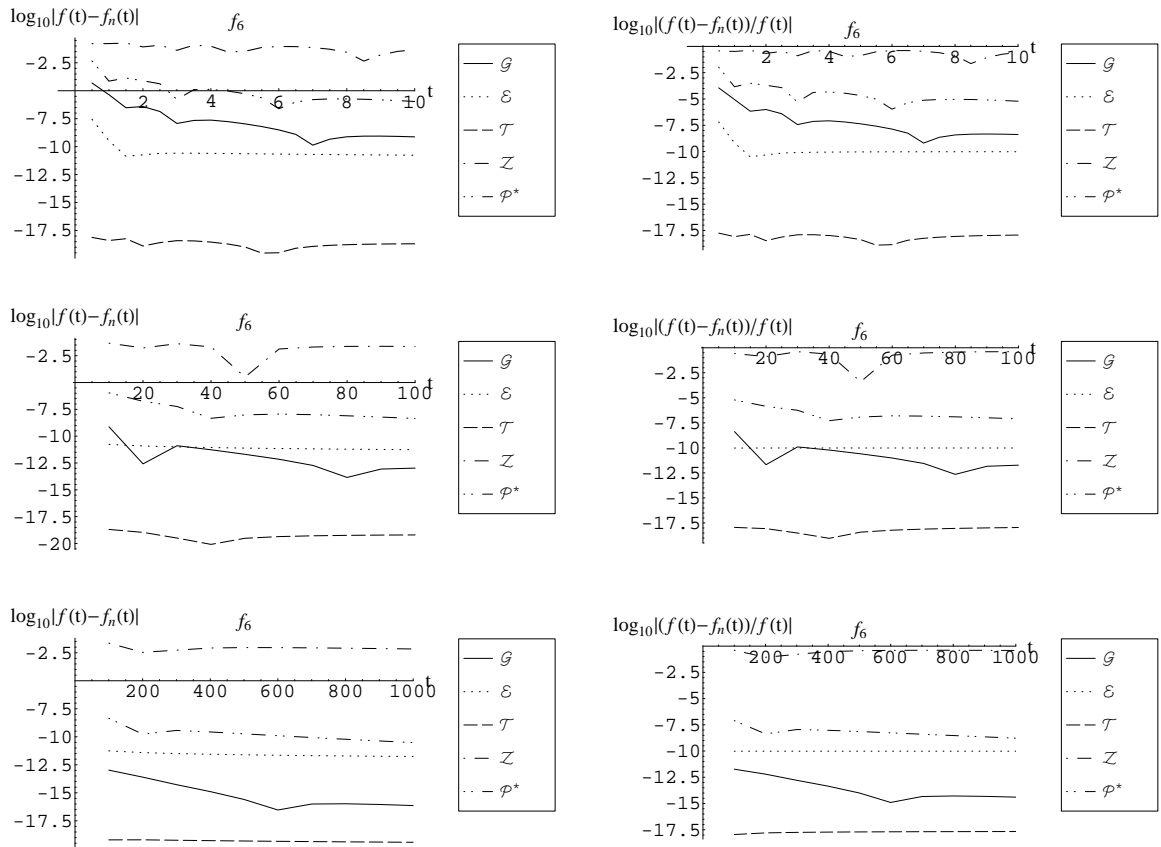 log₁₀|f(t)−fₙ(t)|
f₆
-2.5
-7.5
-10
-12.5
-15
-17.5
2 4 6 8 10
t
𝒢
ℰ
𝒯
𝒵
𝒫*
log₁₀|(f(t)−fₙ(t))/f(t)|
f₆
-2.5
-5
-7.5
-10
-12.5
-15
-17.5
2 4 6 8 10
t
𝒢
ℰ
𝒯
𝒵
𝒫*
log₁₀|f(t)−fₙ(t)|
f₆
-2.5
-7.5
-10
-12.5
-15
-17.5
-20
20 40 60 80 100
t
𝒢
ℰ
𝒯
𝒵
𝒫*
log₁₀|(f(t)−fₙ(t))/f(t)|
f₆
-2.5
-5
-7.5
-10
-12.5
-15
-17.5
20 40 60 80 100
t
𝒢
ℰ
𝒯
𝒵
𝒫*
log₁₀|f(t)−fₙ(t)|
f₆
-2.5
-7.5
-10
-12.5
-15
-17.5
200 400 600 800 1000
t
𝒢
ℰ
𝒯
𝒵
𝒫*
log₁₀|(f(t)−fₙ(t))/f(t)|
f₆
-2.5
-5
-7.5
-10
-12.5
-15
-17.5
200 400 600 800 1000
t
𝒢
ℰ
𝒯
𝒵
𝒫*